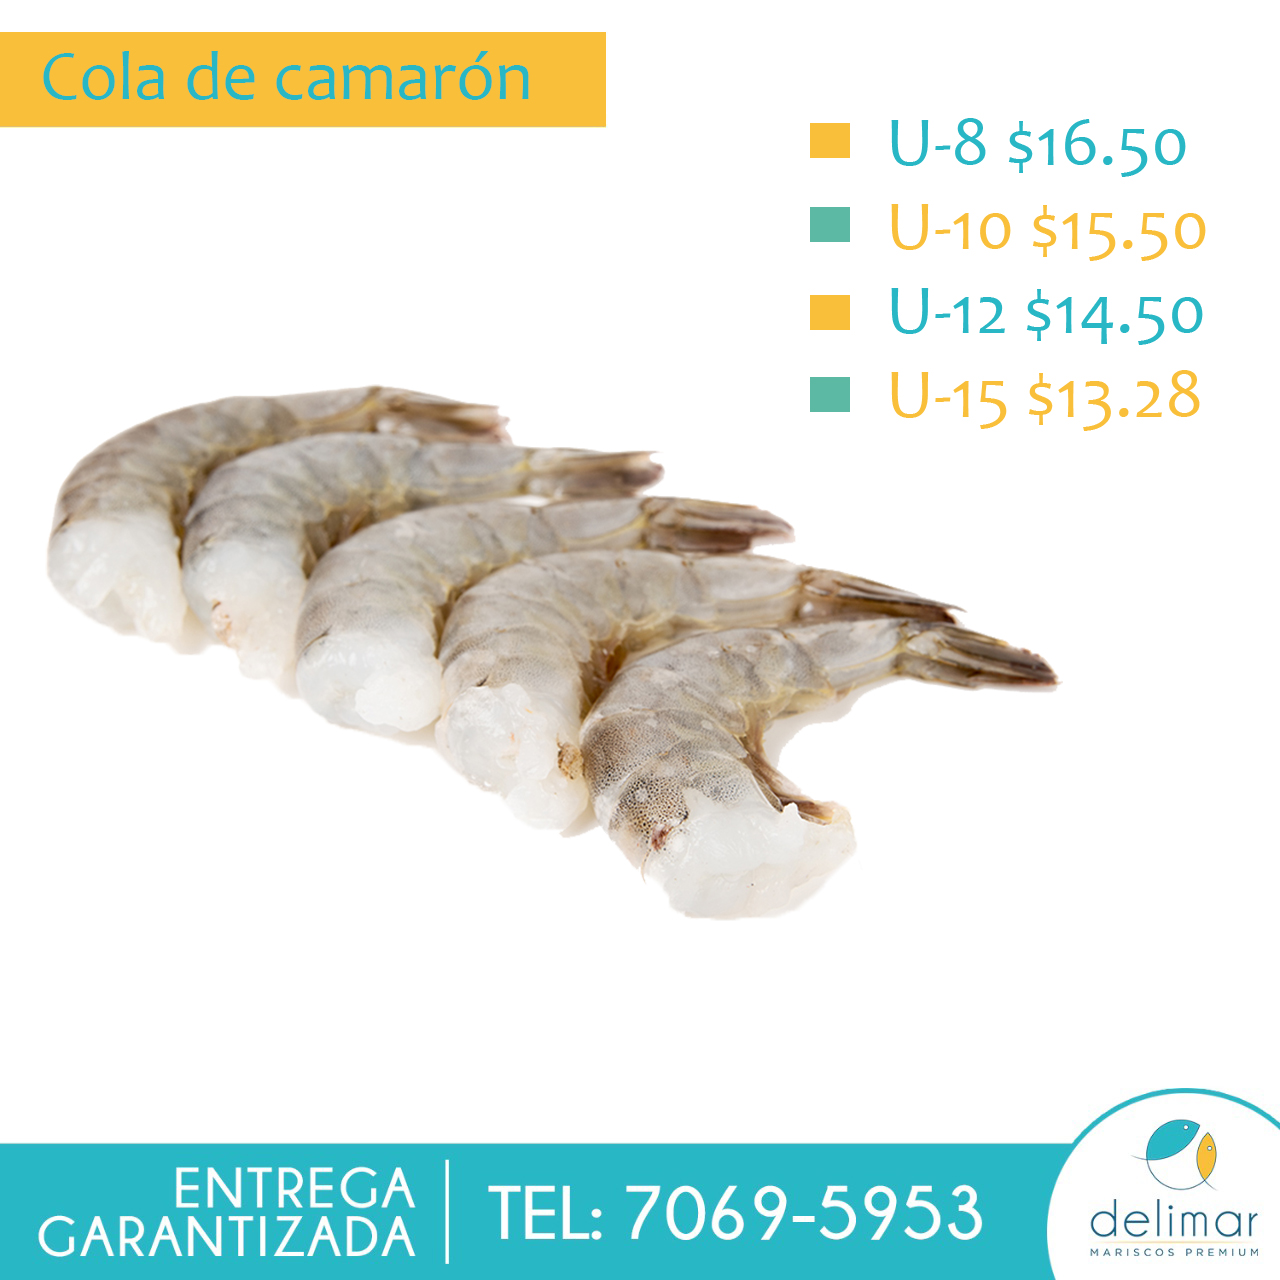 Cola de camarón
U-8 $16.50
U-10 $15.50
U-12 $14.50
U-15 $13.28
ENTREGA
GARANTIZADA
TEL: 7069-5953
delimar
MARISCOS PREMIUM